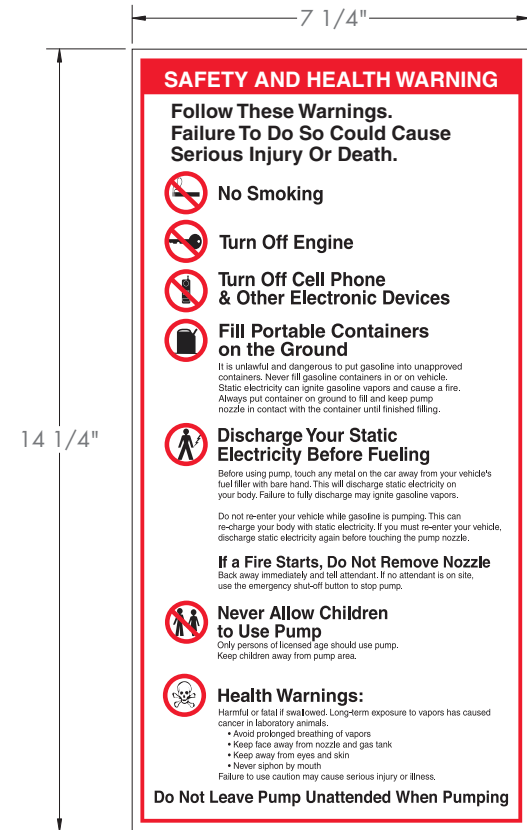 7 1/4"
14 1/4"
SAFETY AND HEALTH WARNING
Follow These Warnings.
Failure To Do So Could Cause
Serious Injury Or Death.
No Smoking
Turn Off Engine
Turn Off Cell Phone
& Other Electronic Devices
Fill Portable Containers
on the Ground
It is unlawful and dangerous to put gasoline into unapproved
containers. Never fill gasoline containers in or on vehicle.
Static electricity can ignite gasoline vapors and cause a fire.
Always put container on ground to fill and keep pump
nozzle in contact with the container until finished filling.
Discharge Your Static
Electricity Before Fueling
Before using pump, touch any metal on the car away from your vehicle's
fuel filler with bare hand. This will discharge static electricity on
your body. Failure to fully discharge may ignite gasoline vapors.
Do not re-enter your vehicle while gasoline is pumping. This can
re-charge your body with static electricity. If you must re-enter your vehicle,
discharge static electricity again before touching the pump nozzle.
If a Fire Starts, Do Not Remove Nozzle
Back away immediately and tell attendant. If no attendant is on site,
use the emergency shut-off button to stop pump.
Never Allow Children
to Use Pump
Only persons of licensed age should use pump.
Keep children away from pump area.
Health Warnings:
Harmful or fatal if swallowed. Long-term exposure to vapors has caused
cancer in laboratory animals.
• Avoid prolonged breathing of vapors
• Keep face away from nozzle and gas tank
• Keep away from eyes and skin
• Never siphon by mouth
Failure to use caution may cause serious injury or illness.
Do Not Leave Pump Unattended When Pumping